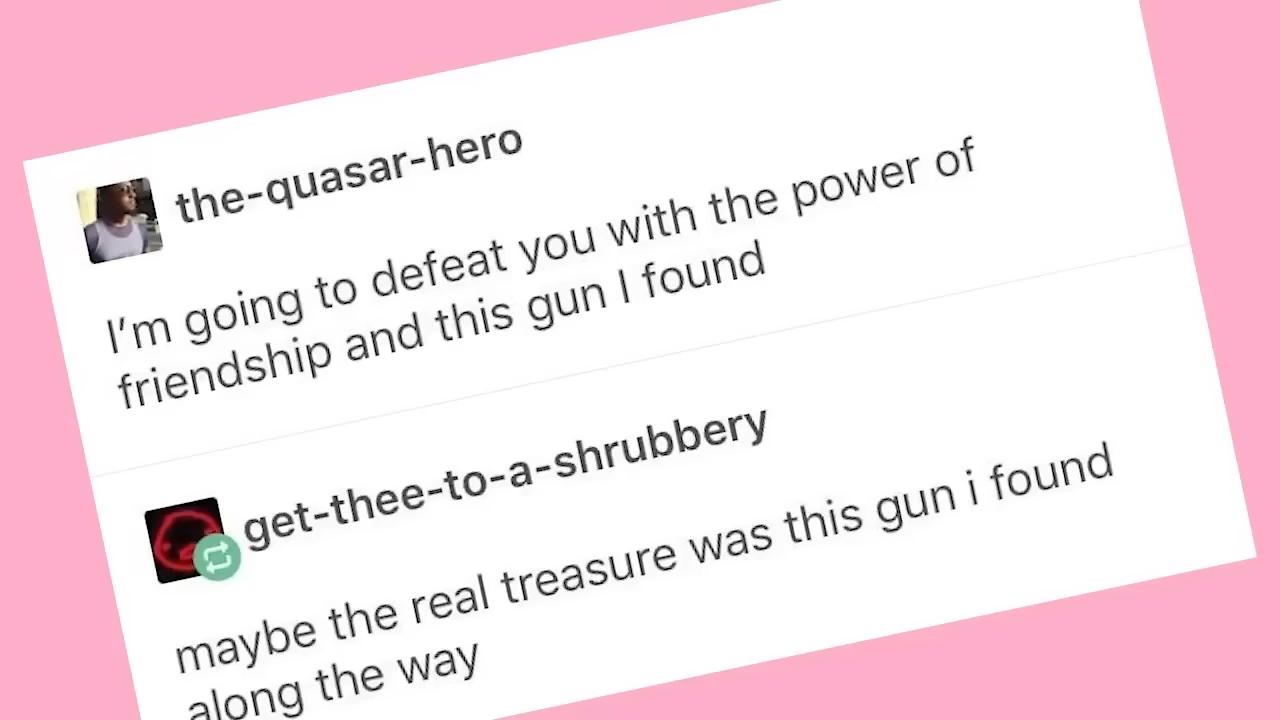 the-quasar-hero
I’m going to defeat you with the power of
friendship and this gun I found
get-thee-to-a-shrubbery
maybe the real treasure was this gun i found
along the way